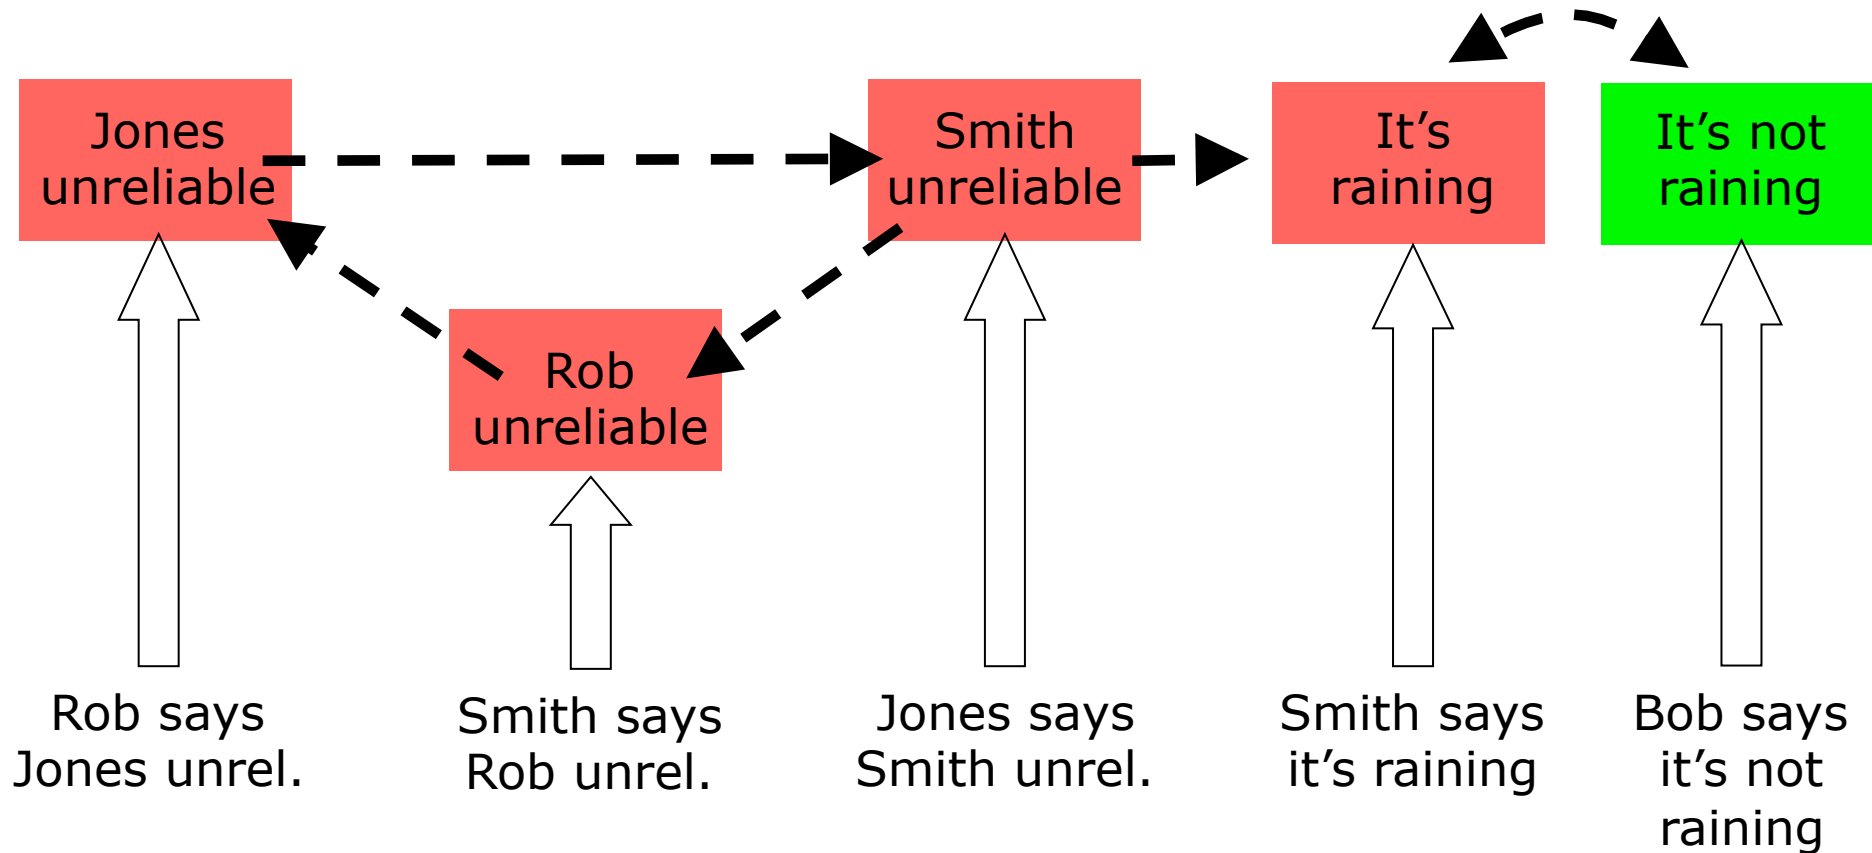 Jones
unreliable
Smith
unreliable
It’s
raining
It’s not
raining
Rob
unreliable
Rob says
Jones unrel.
Smith says
Rob unrel.
Jones says
Smith unrel.
Smith says
it’s raining
Bob says
it’s not
raining